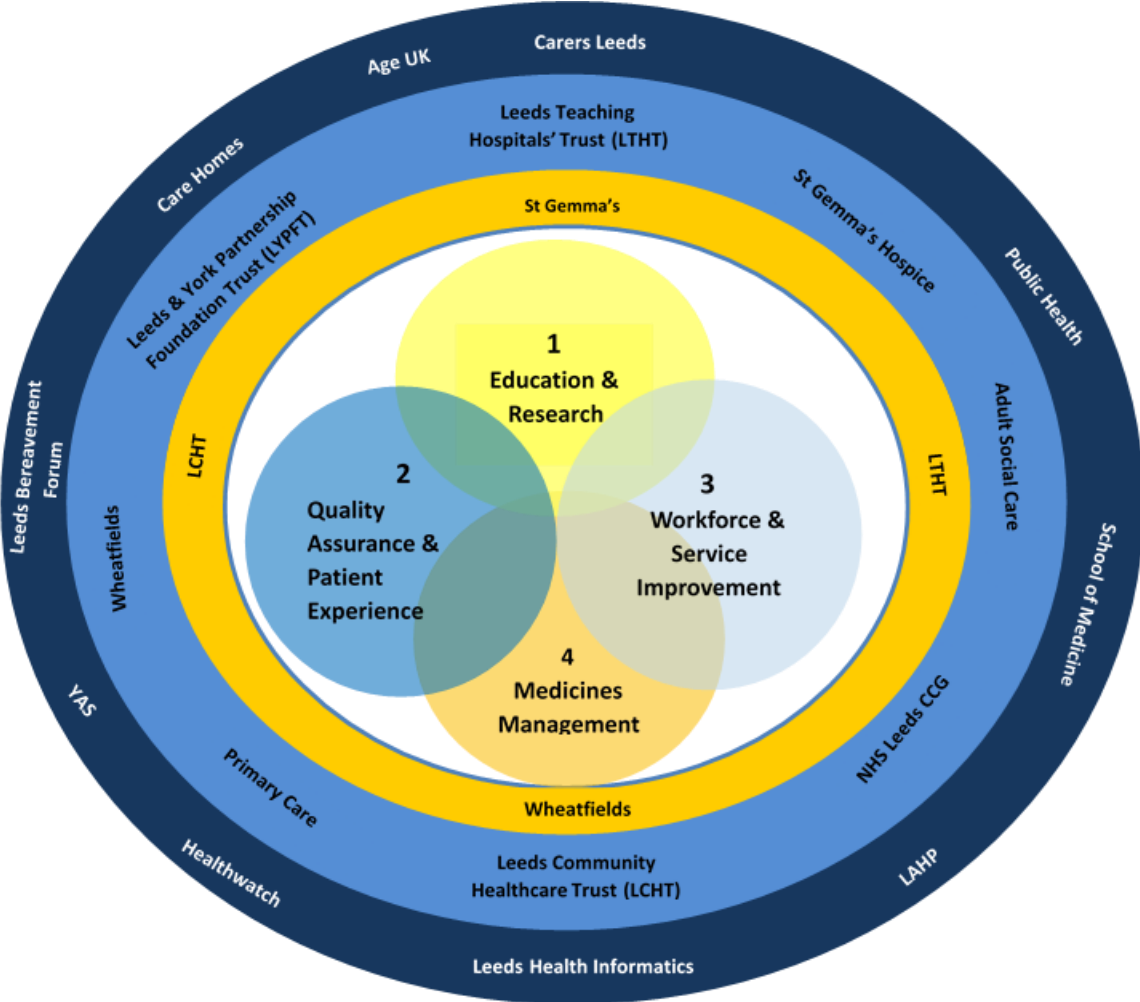 Carers Leeds
Age UK
Care Homes
Leeds Bereavement
Forum
YAS
Healthwatch
Leeds Health Informatics
LAHP
School of Medicine
Public Health
Leeds Teaching
Hospitals’ Trust (LTHT)
St Gemma’s Hospice
Adult Social Care
NHS Leeds CCG
Leeds Community
Healthcare Trust (LCHT)
Primary Care
Wheatfields
Leeds & York Partnership
Foundation Trust (LYPFT)
St Gemma’s
LTHT
Wheatfields
LCHT
1
Education &
Research
2
Quality
Assurance &
Patient
Experience
3
Workforce &
Service
Improvement
4
Medicines
Management